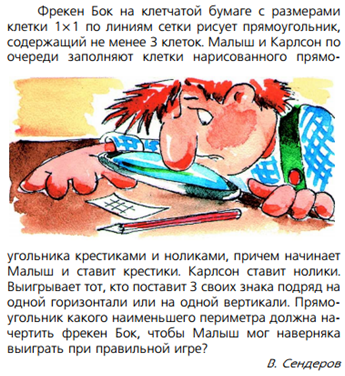 Фрекен Бок на клетчатой бумаге с размерами
клетки 1×1 по линиям сетки рисует прямоугольник,
содержащий не менее 3 клеток. Малыш и Карлсон по
очереди заполняют клетки нарисованного прямо-
угольника крестиками и ноликами, причем начинает
Малыш и ставит крестики. Карлсон ставит нолики.
Выигрывает тот, кто поставит 3 своих знака подряд на
одной горизонтали или на одной вертикали. Прямо-
угольник какого наименьшего периметра должна на-
чертить фрекен Бок, чтобы Малыш мог наверняка
выиграть при правильной игре?
В. Сендеров